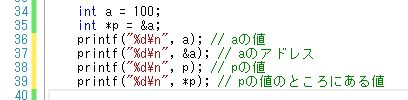 34 int a = 100;
35 int *p = &a;
36 printf("%d¥n", a); // aの値
37 printf("%d¥n", &a); // aのアドレス
38 printf("%d¥n", p); // pの値
39 printf("%d¥n", *p); // pの値のところにある値
40